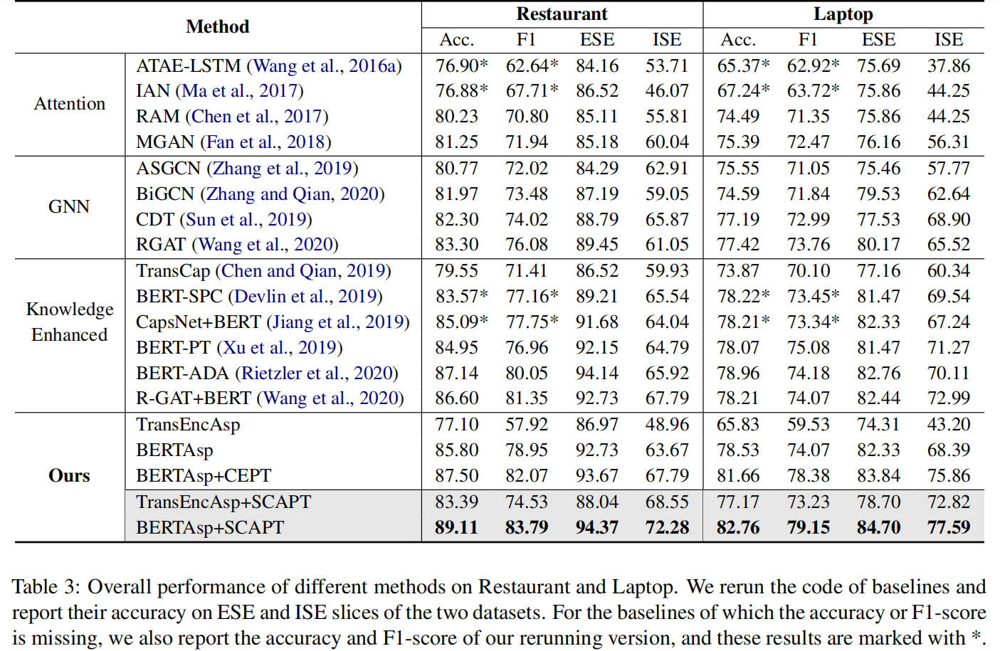 Method Restaurant Laptop
Acc. F1 ESE ISE Acc. F1 ESE ISE
Attention
ATAE-LSTM (Wang et al., 2016a) 76.90* 62.64* 84.16 53.71 65.37* 62.92* 75.69 37.86
IAN (Ma et al., 2017) 76.88* 67.71* 86.52 46.07 67.24* 63.72* 75.86 44.25
RAM (Chen et al., 2017) 80.23 70.80 85.11 55.81 74.49 71.35 75.86 44.25
MGAN (Fan et al., 2018) 81.25 71.94 85.18 60.04 75.39 72.47 76.16 56.31
GNN
ASGCN (Zhang et al., 2019) 80.77 72.02 84.29 62.91 75.55 71.05 75.46 57.77
BiGCN (Zhang and Qian, 2020) 81.97 73.48 87.19 59.05 74.59 71.84 79.53 62.64
CDT (Sun et al., 2019) 82.30 74.02 88.79 65.87 77.19 72.99 77.53 68.90
RGAT (Wang et al., 2020) 83.30 76.08 89.45 61.05 77.42 73.76 80.17 65.52
Knowledge
Enhanced
TransCap (Chen and Qian, 2019) 79.55 71.41 86.52 59.93 73.87 70.10 77.16 60.34
BERT-SPC (Devlin et al., 2019) 83.57* 77.16* 89.21 65.54 78.22* 73.45* 81.47 69.54
CapsNet+BERT (Jiang et al., 2019) 85.09* 77.75* 91.68 64.04 78.21* 73.34* 82.33 67.24
BERT-PT (Xu et al., 2019) 84.95 76.96 92.15 64.79 78.07 75.08 81.47 71.27
BERT-ADA (Rietzler et al., 2020) 87.14 80.05 94.14 65.92 78.96 74.18 82.76 70.11
R-GAT+BERT (Wang et al., 2020) 86.60 81.35 92.73 67.79 78.21 74.07 82.44 72.99
Ours
TransEncAsp 77.10 57.92 86.97 48.96 65.83 59.53 74.31 43.20
BERTAsp 85.80 78.95 92.73 63.67 78.53 74.07 82.33 68.39
BERTAsp+CEPT 87.50 82.07 93.67 67.79 81.66 78.38 83.84 75.86
TransEncAsp+SCAPT 83.39 74.53 88.04 68.55 77.17 73.23 78.70 72.82
BERTAsp+SCAPT 89.11 83.79 94.37 72.28 82.76 79.15 84.70 77.59
Table 3: Overall performance of different methods on Restaurant and Laptop. We rerun the code of baselines and
report their accuracy on ESE and ISE slices of the two datasets. For the baselines of which the accuracy or F1-score
is missing, we also report the accuracy and F1-score of our rerunning version, and these results are marked with *.